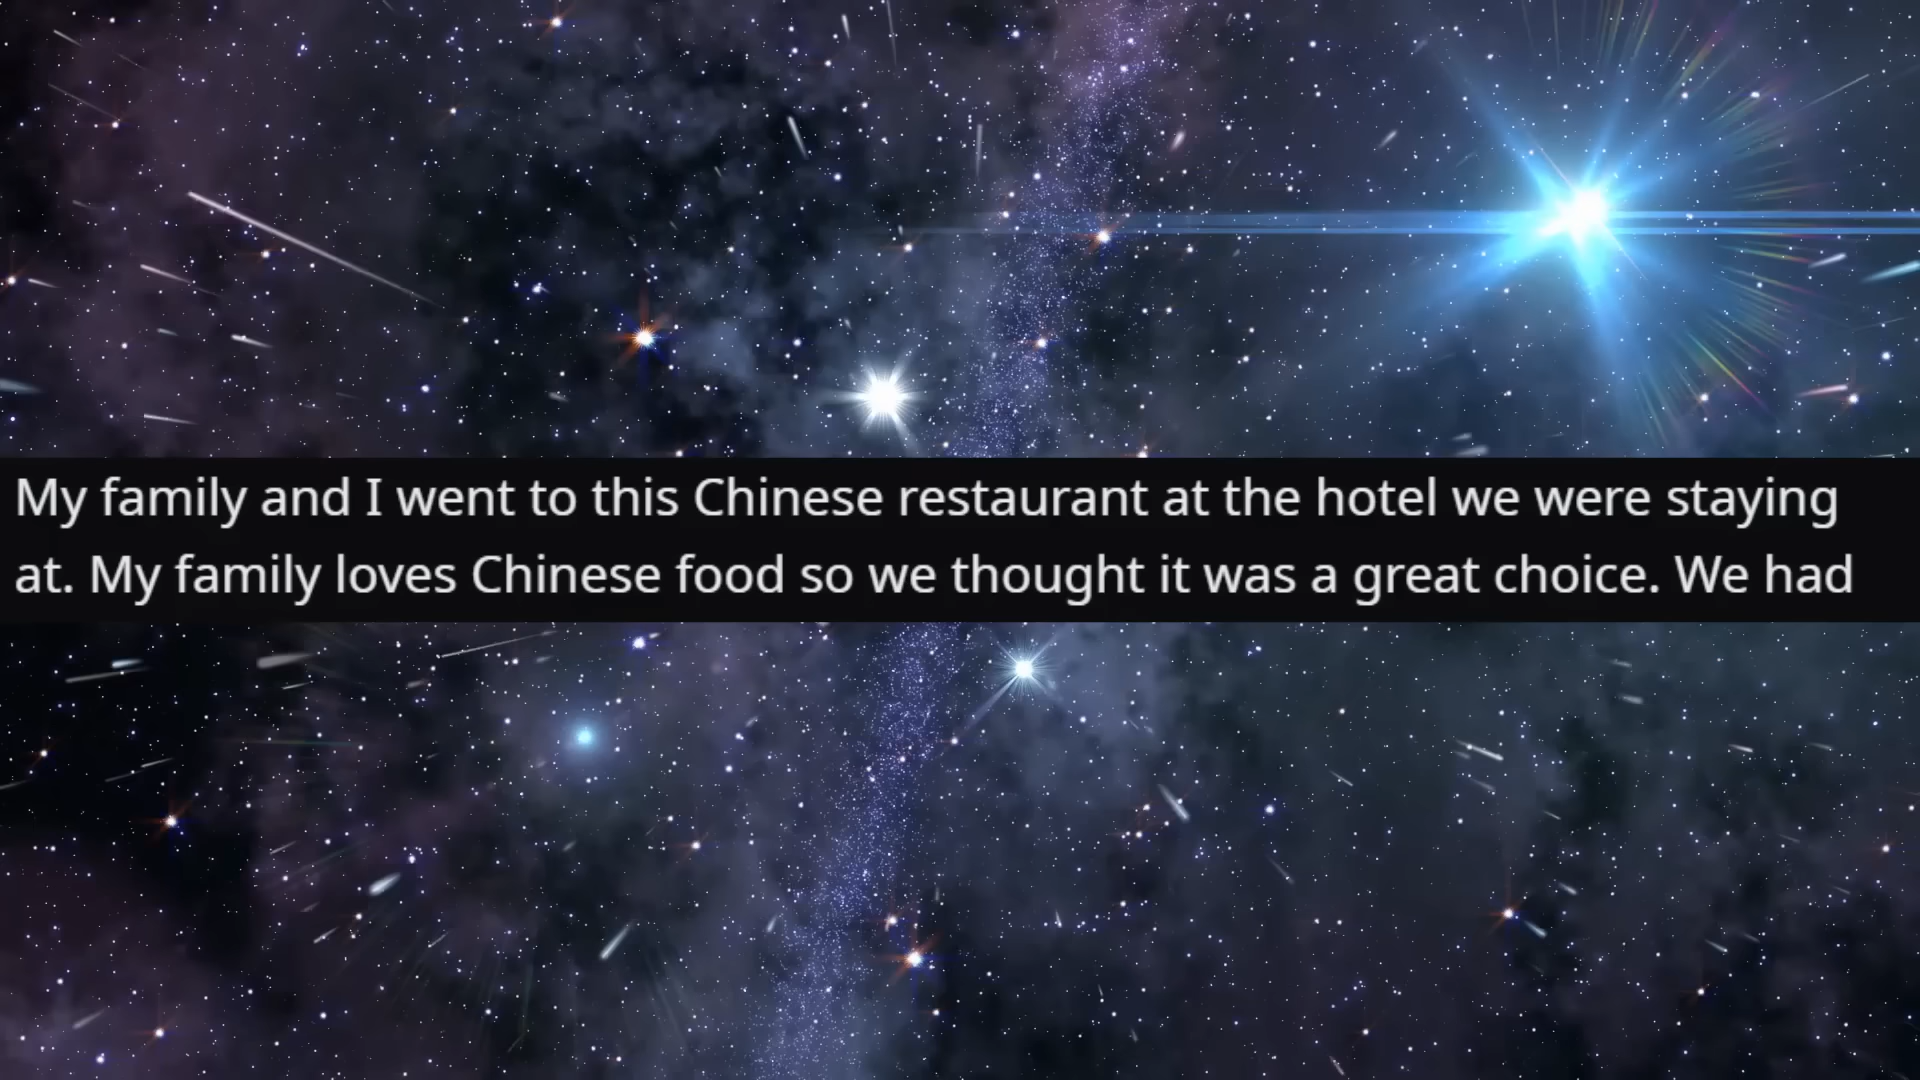 My family and I went to this Chinese restaurant at the hotel we were staying
at. My family loves Chinese food so we thought it was a great choice. We had